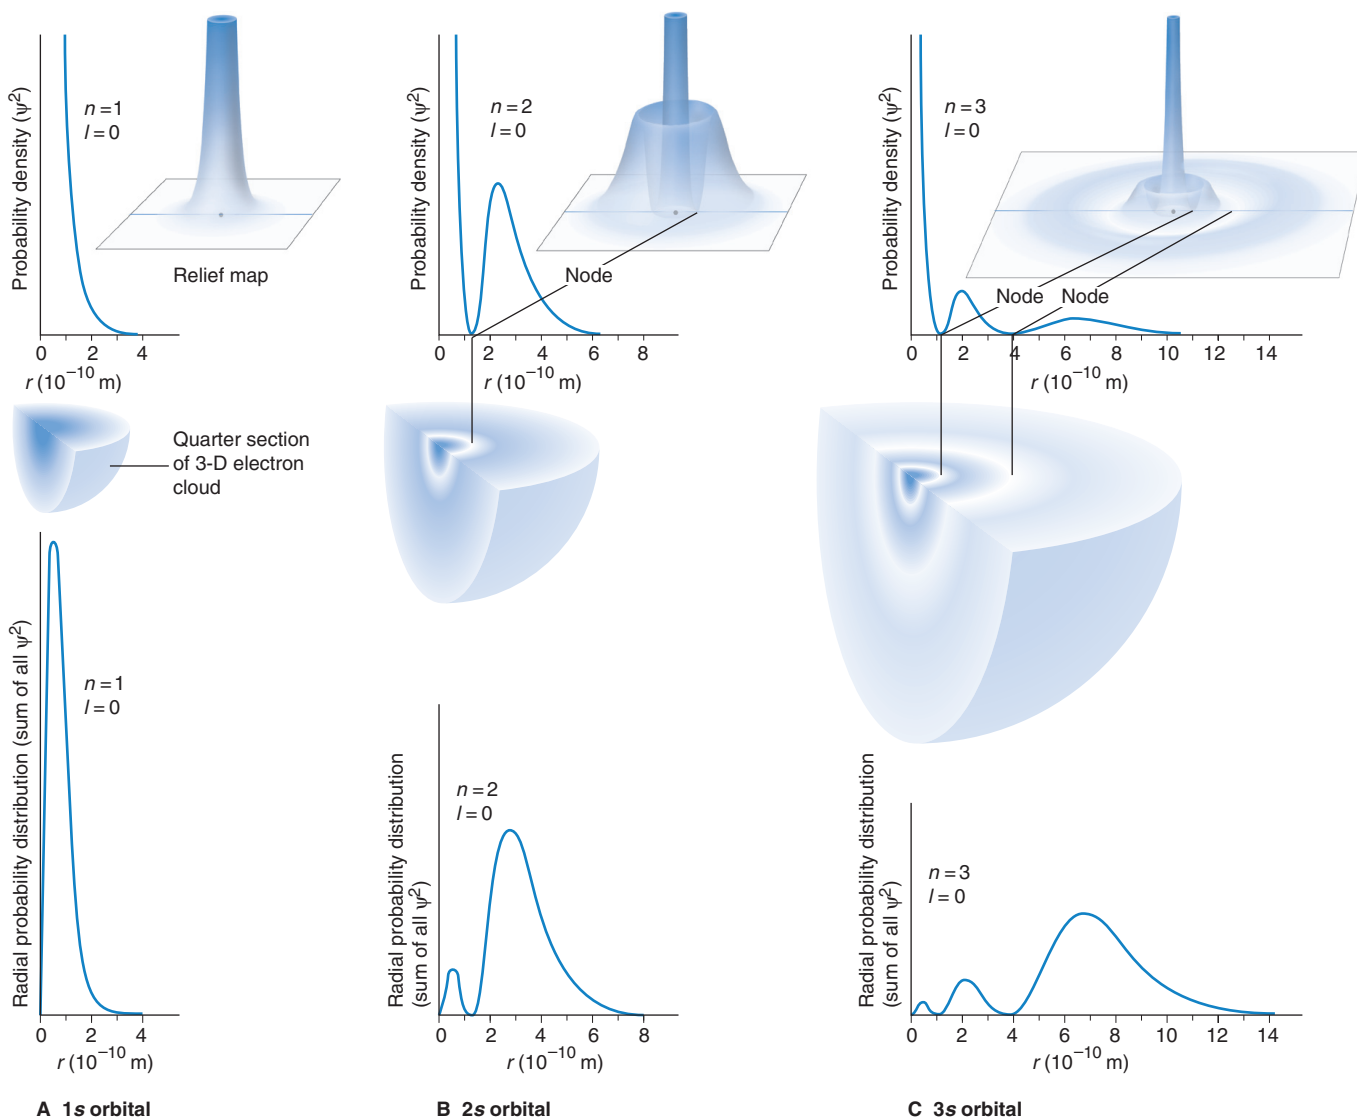 Probability density (ψ²)
n = 1
l = 0
Relief map
0 2 4
r (10⁻¹⁰ m)
Probability density (ψ²)
n = 2
l = 0
Node
0 2 4 6 8
r (10⁻¹⁰ m)
Probability density (ψ²)
n = 3
l = 0
Node Node
0 2 4 6 8 10 12 14
r (10⁻¹⁰ m)
Quarter section
of 3-D electron
cloud
Radial probability distribution (sum of all ψ²)
n = 1
l = 0
0 2 4
r (10⁻¹⁰ m)
Radial probability distribution
(sum of all ψ²)
n = 2
l = 0
0 2 4 6 8
r (10⁻¹⁰ m)
Radial probability distribution
(sum of all ψ²)
n = 3
l = 0
0 2 4 6 8 10 12 14
r (10⁻¹⁰ m)
A 1s orbital
B 2s orbital
C 3s orbital